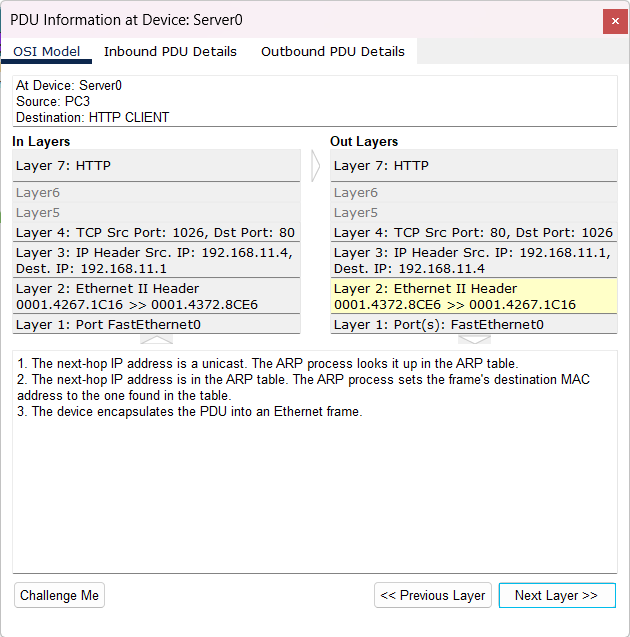 PDU Information at Device: Server0
OSI Model Inbound PDU Details Outbound PDU Details
At Device: Server0
Source: PC3
Destination: HTTP CLIENT
In Layers
Layer 7: HTTP
Layer6
Layer5
Layer 4: TCP Src Port: 1026, Dst Port: 80
Layer 3: IP Header Src. IP: 192.168.11.4,
Dest. IP: 192.168.11.1
Layer 2: Ethernet II Header
0001.4267.1C16 >> 0001.4372.8CE6
Layer 1: Port FastEthernet0
Out Layers
Layer 7: HTTP
Layer6
Layer5
Layer 4: TCP Src Port: 80, Dst Port: 1026
Layer 3: IP Header Src. IP: 192.168.11.1,
Dest. IP: 192.168.11.4
Layer 2: Ethernet II Header
0001.4372.8CE6 >> 0001.4267.1C16
Layer 1: Port(s): FastEthernet0
1. The next-hop IP address is a unicast. The ARP process looks it up in the ARP table.
2. The next-hop IP address is in the ARP table. The ARP process sets the frame's destination MAC
address to the one found in the table.
3. The device encapsulates the PDU into an Ethernet frame.
Challenge Me << Previous Layer Next Layer >>